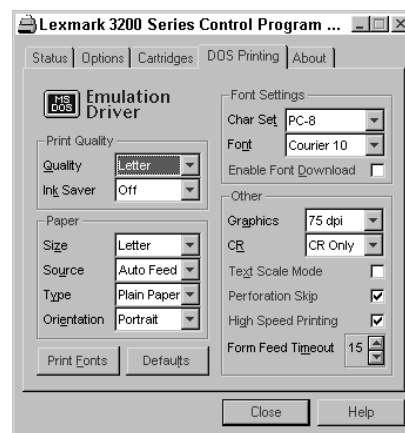 Lexmark 3200 Series Control Program ...
Status Options Cartridges DOS Printing About
MS DOS Emulation Driver
Print Quality
Quality Letter
Ink Saver Off
Paper
Size Letter
Source Auto Feed
Type Plain Paper
Orientation Portrait
Print Fonts Defaults
Font Settings
Char Set PC-8
Font Courier 10
Enable Font Download
Other
Graphics 75 dpi
CR CR Only
Text Scale Mode
Perforation Skip
High Speed Printing
Form Feed Timeout 15
Close Help